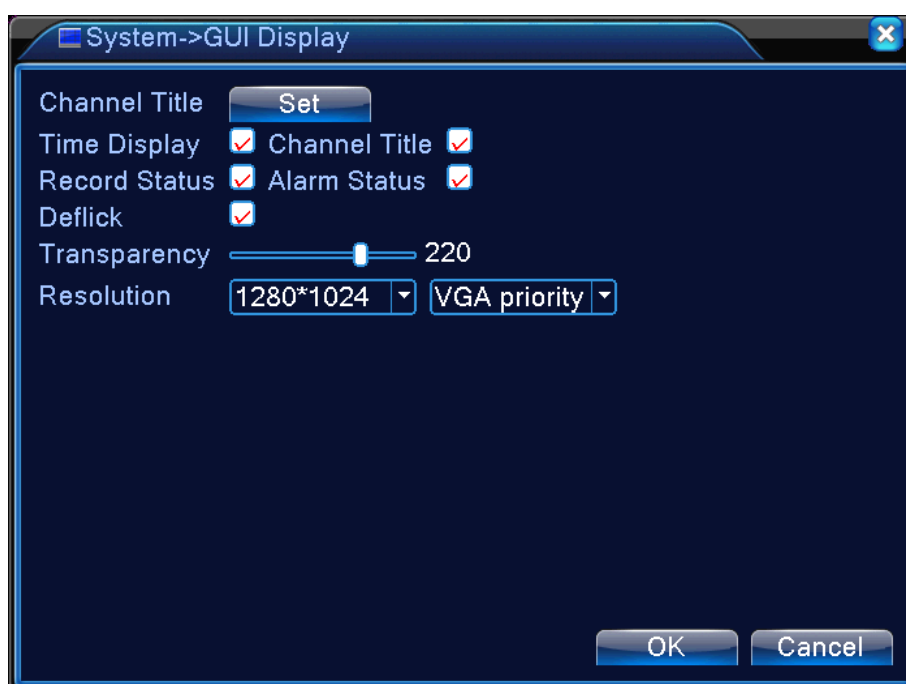 System->GUI Display
Channel Title Set
Time Display Channel Title
Record Status Alarm Status
Deflick
Transparency 220
Resolution 1280*1024 VGA priority
OK Cancel